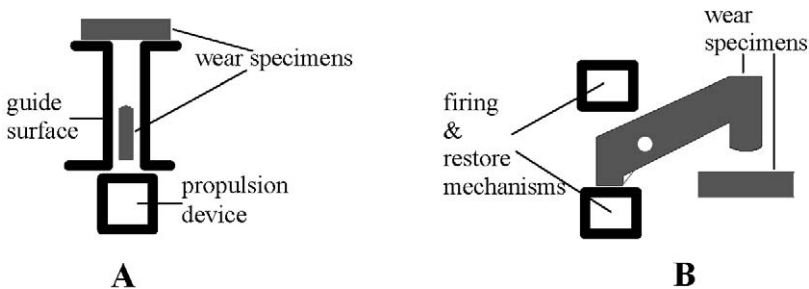 wear specimens
guide
surface
propulsion
device
A
wear
specimens
firing
&
restore
mechanisms
B